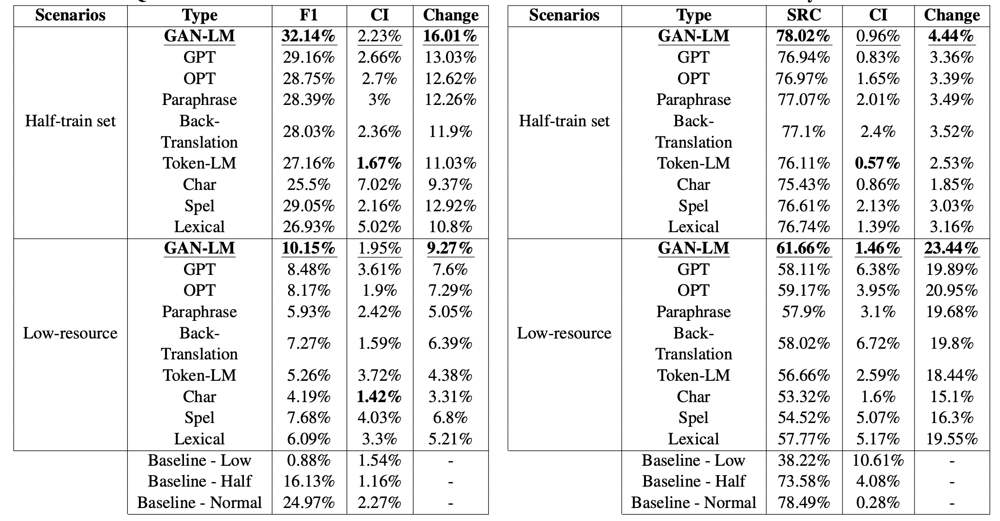 Scenarios Type F1 CI Change
Half-train set
GAN-LM 32.14% 2.23% 16.01%
GPT 29.16% 2.66% 13.03%
OPT 28.75% 2.7% 12.62%
Paraphrase 28.39% 3% 12.26%
Back-
Translation 28.03% 2.36% 11.9%
Token-LM 27.16% 1.67% 11.03%
Char 25.5% 7.02% 9.37%
Spel 29.05% 2.16% 12.92%
Lexical 26.93% 5.02% 10.8%
Low-resource
GAN-LM 10.15% 1.95% 9.27%
GPT 8.48% 3.61% 7.6%
OPT 8.17% 1.9% 7.29%
Paraphrase 5.93% 2.42% 5.05%
Back-
Translation 7.27% 1.59% 6.39%
Token-LM 5.26% 3.72% 4.38%
Char 4.19% 1.42% 3.31%
Spel 7.68% 4.03% 6.8%
Lexical 6.09% 3.3% 5.21%
Baseline - Low 0.88% 1.54% -
Baseline - Half 16.13% 1.16% -
Baseline - Normal 24.97% 2.27% -
Scenarios Type SRC CI Change
Half-train set
GAN-LM 78.02% 0.96% 4.44%
GPT 76.94% 0.83% 3.36%
OPT 76.97% 1.65% 3.39%
Paraphrase 77.07% 2.01% 3.49%
Back-
Translation 77.1% 2.4% 3.52%
Token-LM 76.11% 0.57% 2.53%
Char 75.43% 0.86% 1.85%
Spel 76.61% 2.13% 3.03%
Lexical 76.74% 1.39% 3.16%
Low-resource
GAN-LM 61.66% 1.46% 23.44%
GPT 58.11% 6.38% 19.89%
OPT 59.17% 3.95% 20.95%
Paraphrase 57.9% 3.1% 19.68%
Back-
Translation 58.02% 6.72% 19.8%
Token-LM 56.66% 2.59% 18.44%
Char 53.32% 1.6% 15.1%
Spel 54.52% 5.07% 16.3%
Lexical 57.77% 5.17% 19.55%
Baseline - Low 38.22% 10.61% -
Baseline - Half 73.58% 4.08% -
Baseline - Normal 78.49% 0.28% -